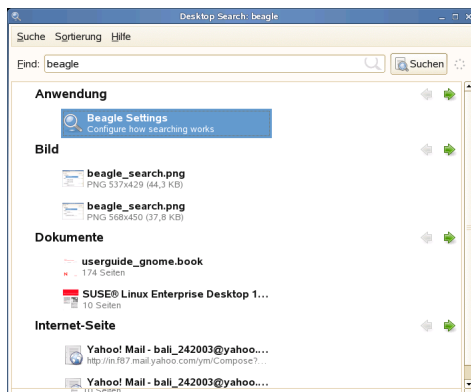 Desktop Search: beagle
Suche Sortierung Hilfe
Find: beagle Suchen
Anwendung
Beagle Settings
Configure how searching works
Bild
beagle_search.png
PNG 537x429 (44,3 KB)
beagle_search.png
PNG 568x450 (37,8 KB)
Dokumente
userguide_gnome.book
174 Seiten
SUSE® Linux Enterprise Desktop 1...
10 Seiten
Internet-Seite
Yahoo! Mail - bali_242003@yahoo....
http://in.f87.mail.yahoo.com/ym/Compose?...
Yahoo! Mail - bali_242003@yahoo....